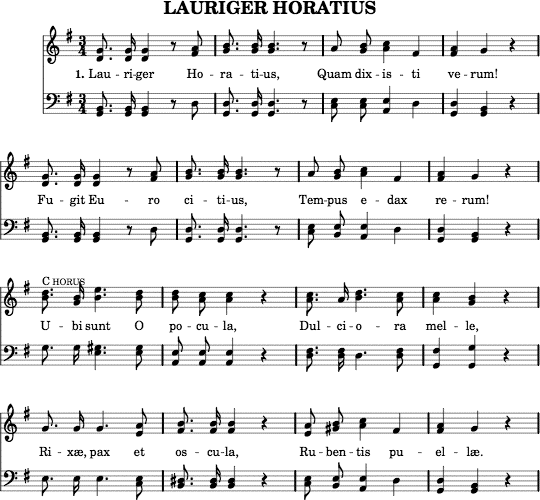 LAURIGER HORATIUS
1. Lau - ri - ger Ho - ra - ti - us, Quam dix - is - ti ve - rum!
Fu - git Eu - ro ci - ti - us, Tem - pus e - dax re - rum!
CHORUS
U - bi sunt O po - cu - la, Dul - ci - o - ra mel - le,
Ri - xæ, pax et os - cu - la, Ru - ben - tis pu - el - læ.